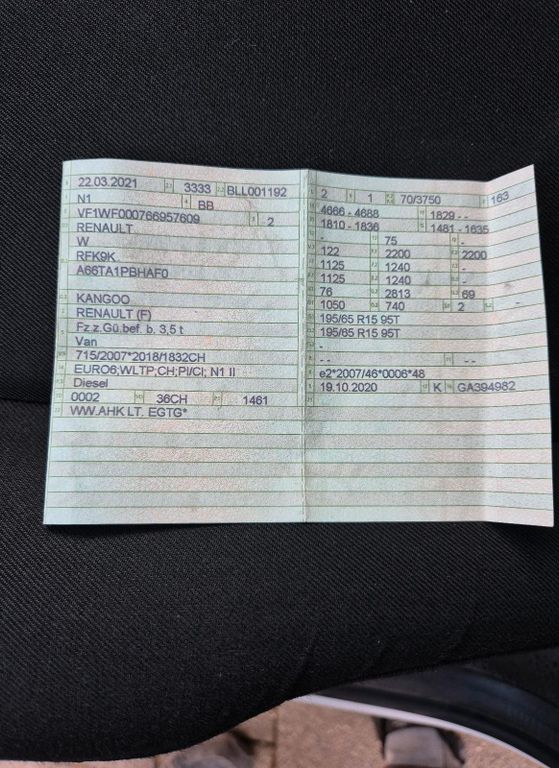 22.03.2021 3333 BLL001192
N1 BB
VF1WF000766957609 2
RENAULT
W
RFK9K
A66TA1PBHAF0
KANGOO
RENAULT (F)
Fz.z.Gü.bef. b. 3,5 t
Van
715/2007*2018/1832CH
EURO6;WLTP;CH;PI/CI; N1 II
Diesel
0002 36CH 1461
WW.AHK LT. EGTG*
2 1 70/3750 163
4666 - 4688 1829 - -
1810 - 1836 1481 - 1635
- 75 -
122 2200 2200
1125 1240 -
1125 1240 -
76 2813 69
1050 740 2 -
195/65 R15 95T
195/65 R15 95T
-
- - - -
e2*2007/46*0006*48
19.10.2020 K GA394982